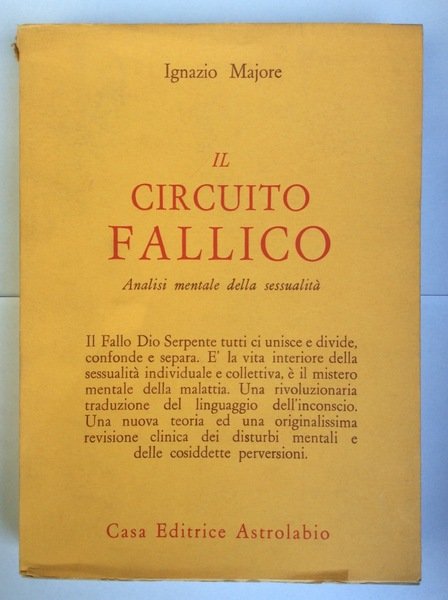 Ignazio Majore
IL
CIRCUITO
FALLICO
Analisi mentale della sessualità
Il Fallo Dio Serpente tutti ci unisce e divide,
confonde e separa. E' la vita interiore della
sessualità individuale e collettiva, è il mistero
mentale della malattia. Una rivoluzionaria
traduzione del linguaggio dell'inconscio.
Una nuova teoria ed una originalissima
revisione clinica dei disturbi mentali e
delle cosiddette perversioni.
Casa Editrice Astrolabio